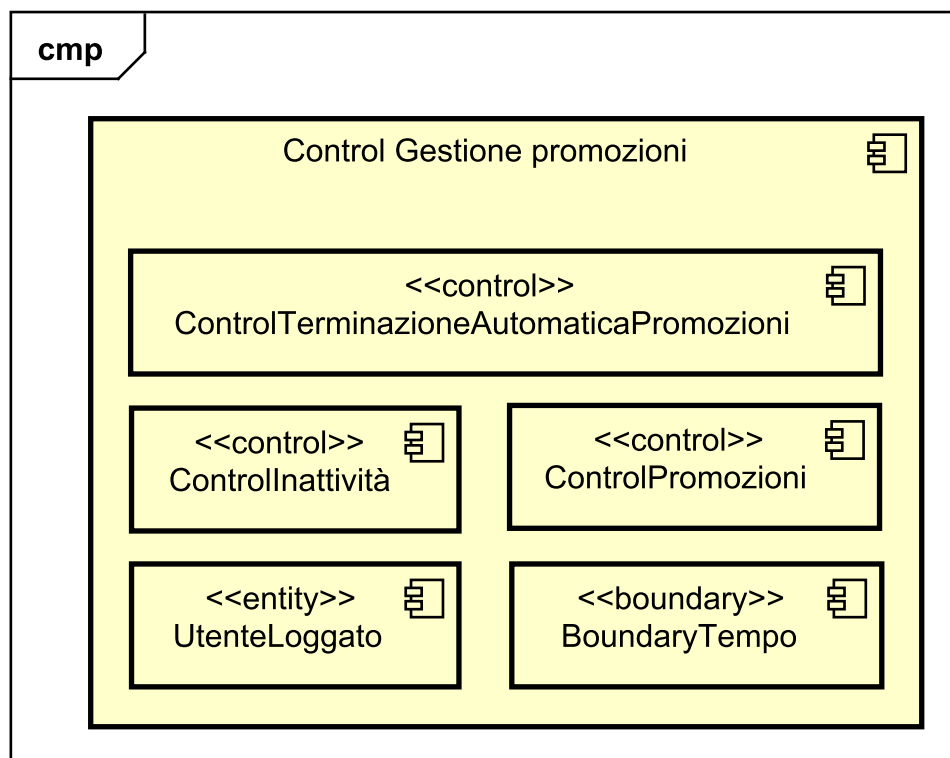 cmp
Control Gestione promozioni
<<control>>
ControlTerminazioneAutomaticaPromozioni
<<control>>
ControlInattività
<<control>>
ControlPromozioni
<<entity>>
UtenteLoggato
<<boundary>>
BoundaryTempo